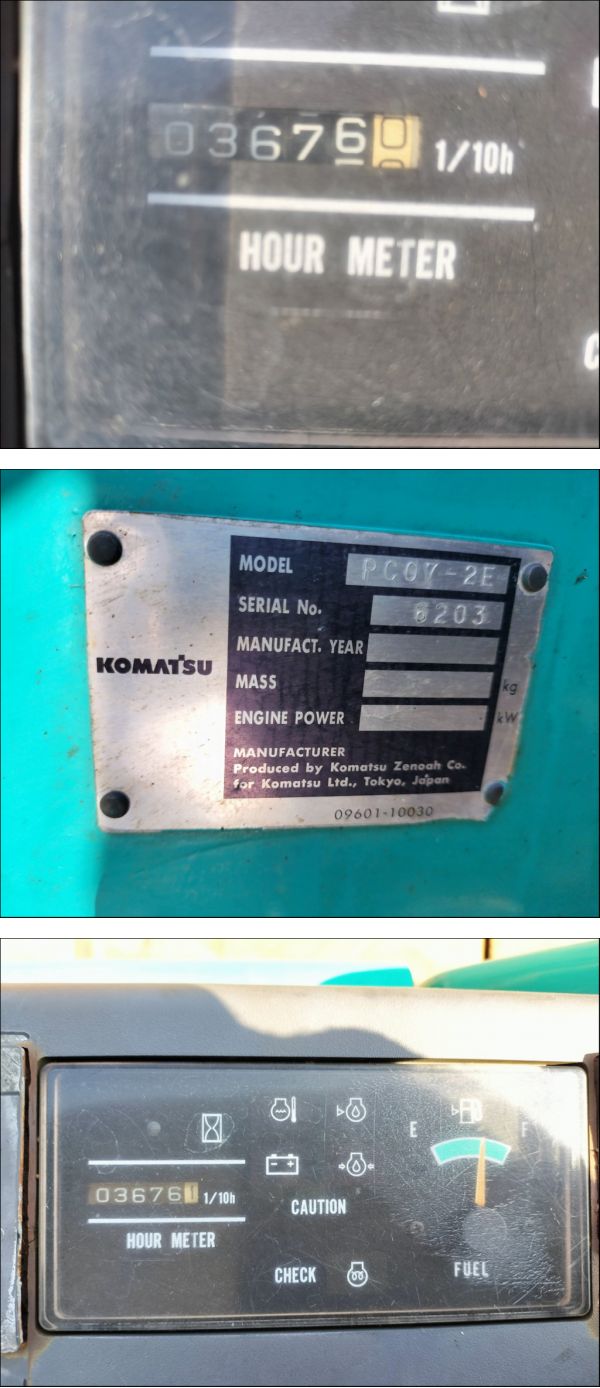 036760 1/10h
HOUR METER
MODEL PC07-2E
SERIAL No. 6203
MANUFACT. YEAR
KOMATSU
MASS kg
ENGINE POWER kW
MANUFACTURER
Produced by Komatsu Zenoah Co.
for Komatsu Ltd., Tokyo, Japan
09601-10030
E F
036761 1/10h
CAUTION
HOUR METER
CHECK
FUEL